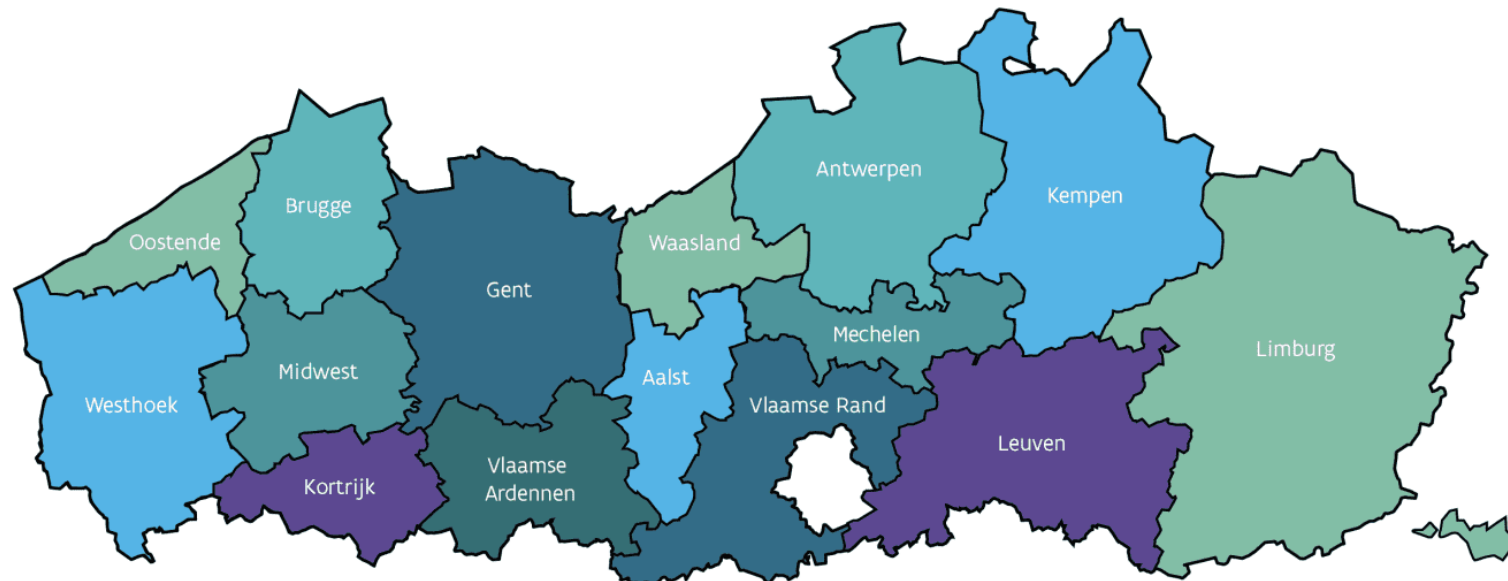 Antwerpen
Kempen
Brugge
Oostende
Waasland
Gent
Mechelen
Limburg
Midwest
Aalst
Westhoek
Vlaamse Rand
Leuven
Vlaamse
Ardennen
Kortrijk